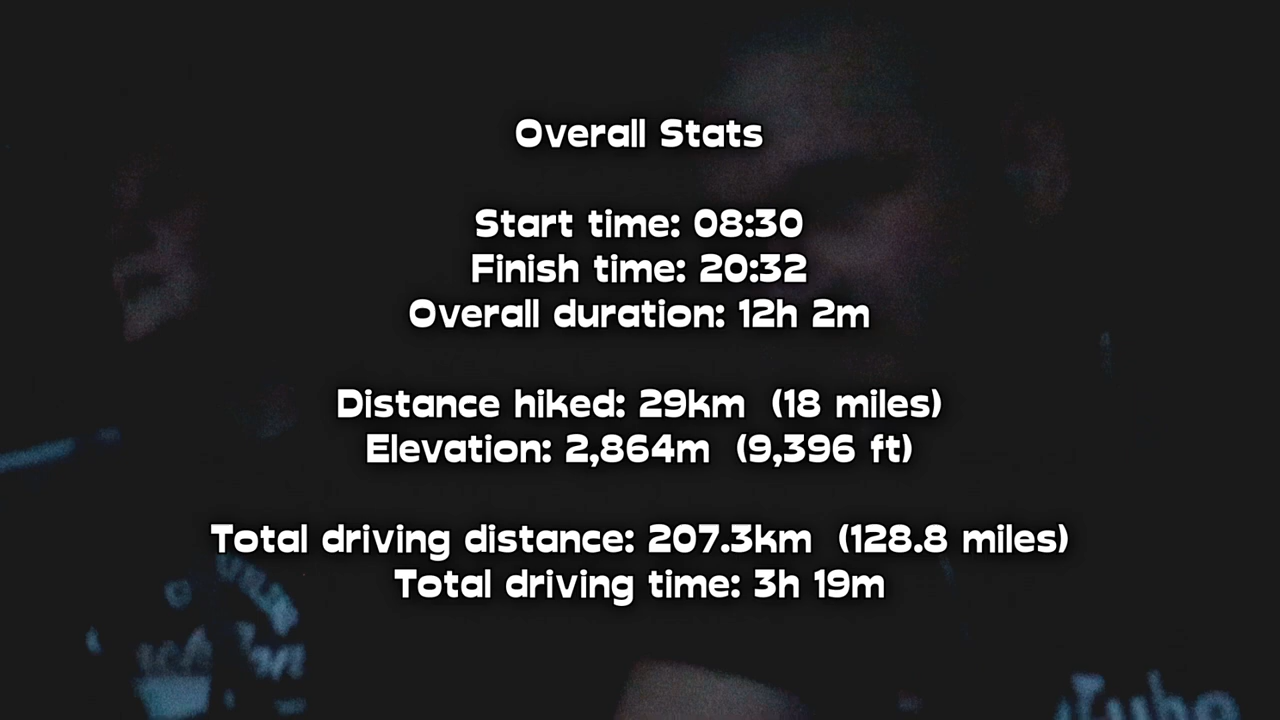 Overall Stats
Start time: 08:30
Finish time: 20:32
Overall duration: 12h 2m
Distance hiked: 29km (18 miles)
Elevation: 2,864m (9,396 ft)
Total driving distance: 207.3km (128.8 miles)
Total driving time: 3h 19m